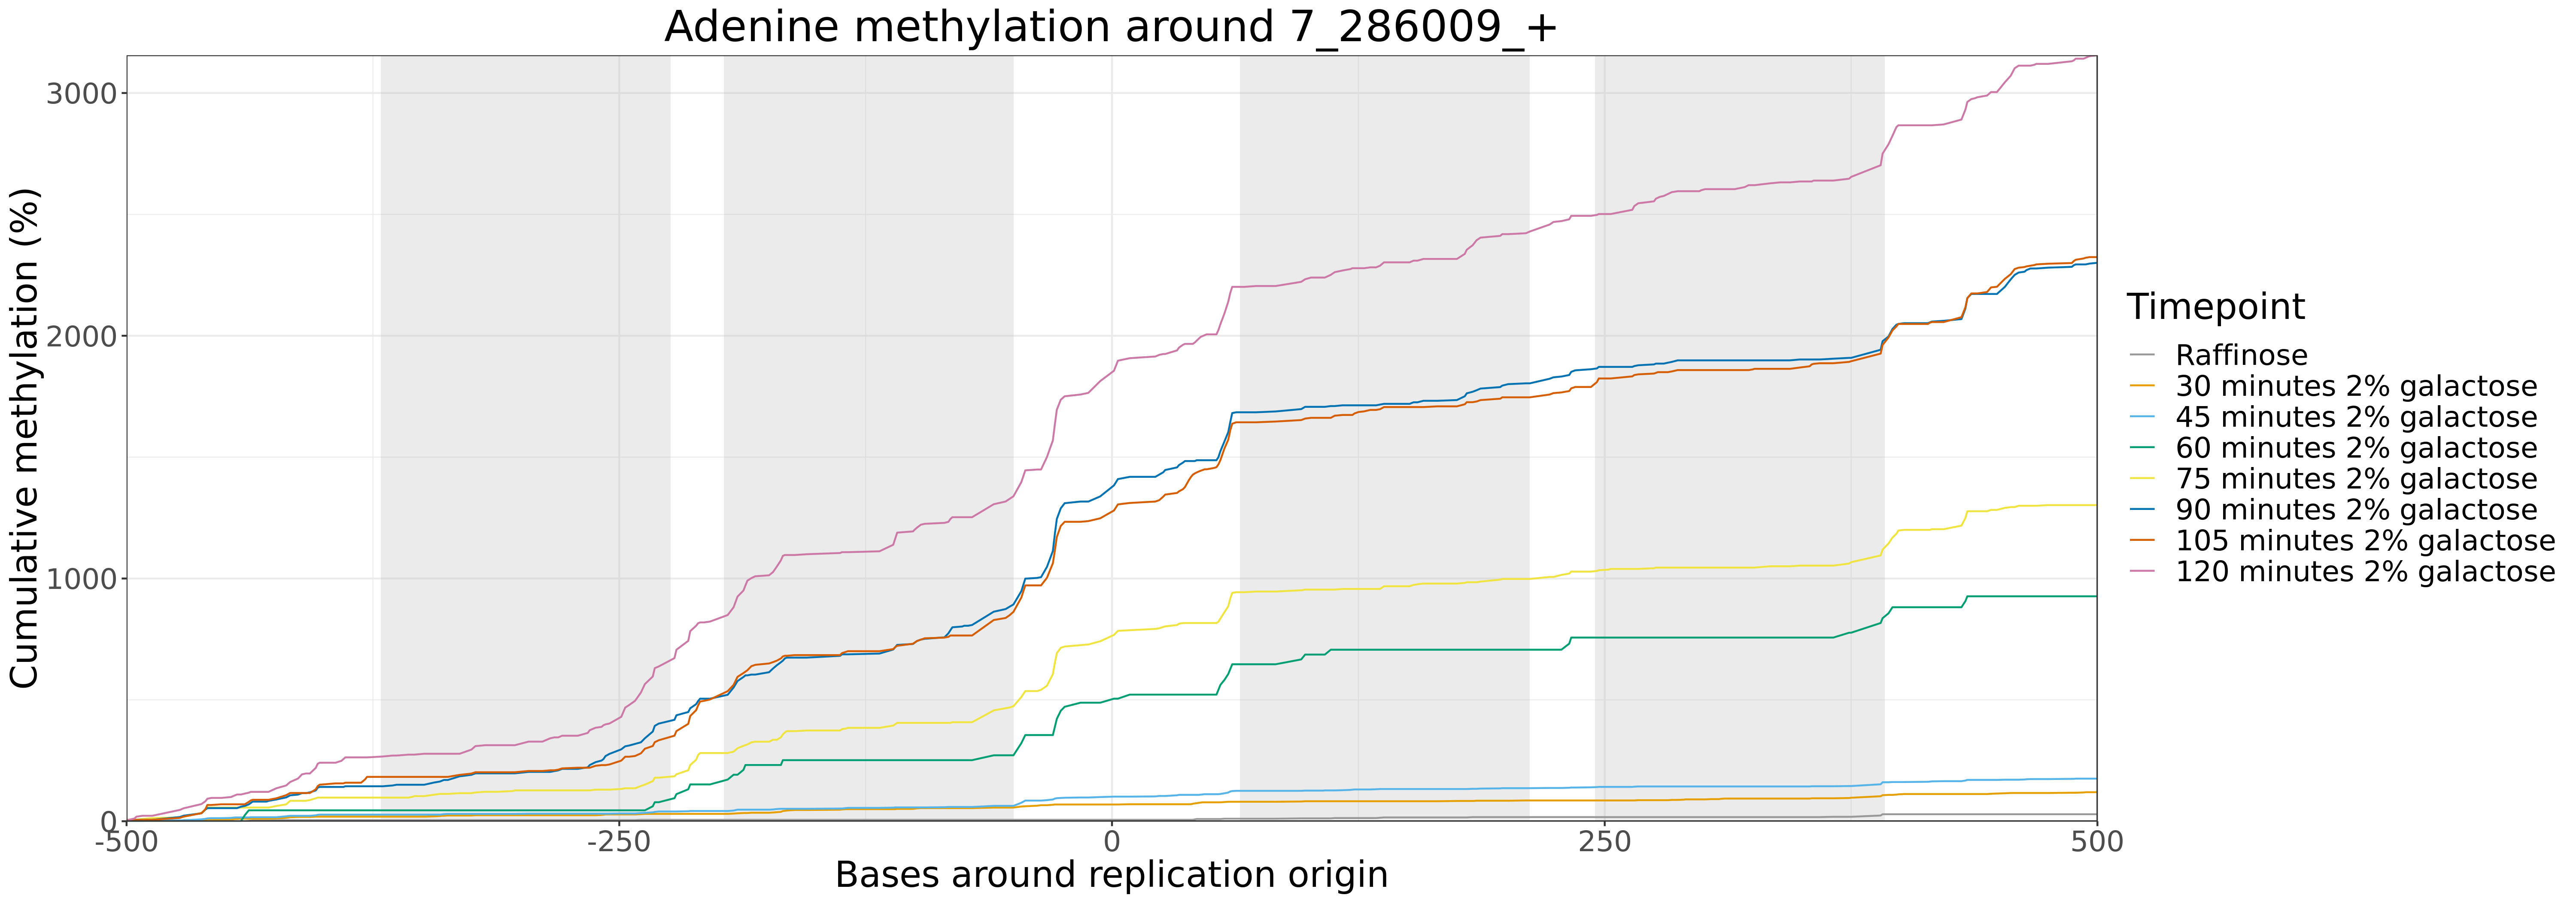 Adenine methylation around 7_286009_+
Cumulative methylation (%)
3000
2000
1000
0
-500
-250
0
250
500
Bases around replication origin
Timepoint
Raffinose
30 minutes 2% galactose
45 minutes 2% galactose
60 minutes 2% galactose
75 minutes 2% galactose
90 minutes 2% galactose
105 minutes 2% galactose
120 minutes 2% galactose